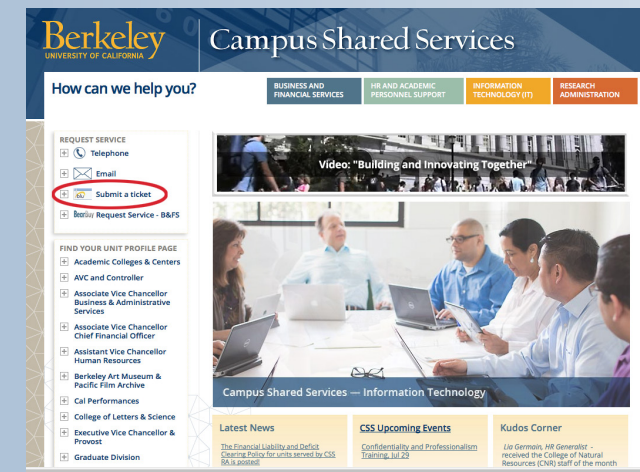 Berkeley
UNIVERSITY OF CALIFORNIA
Campus Shared Services
How can we help you?
BUSINESS AND
FINANCIAL SERVICES
HR AND ACADEMIC
PERSONNEL SUPPORT
INFORMATION
TECHNOLOGY (IT)
RESEARCH
ADMINISTRATION
REQUEST SERVICE
Telephone
Email
Submit a ticket
BearBuy Request Service - B&FS
FIND YOUR UNIT PROFILE PAGE
Academic Colleges & Centers
AVC and Controller
Associate Vice Chancellor
Business & Administrative
Services
Associate Vice Chancellor
Chief Financial Officer
Assistant Vice Chancellor
Human Resources
Berkeley Art Museum &
Pacific Film Archive
Cal Performances
College of Letters & Science
Executive Vice Chancellor &
Provost
Graduate Division
Video: "Building and Innovating Together"
Campus Shared Services — Information Technology
Latest News
The Financial Liability and Deficit
Clearing Policy for units served by CSS
RA is posted!
CSS Upcoming Events
Confidentiality and Professionalism
Training, Jul 29
Kudos Corner
Lia Germain, HR Generalist -
received the College of Natural
Resources (CNR) staff of the month